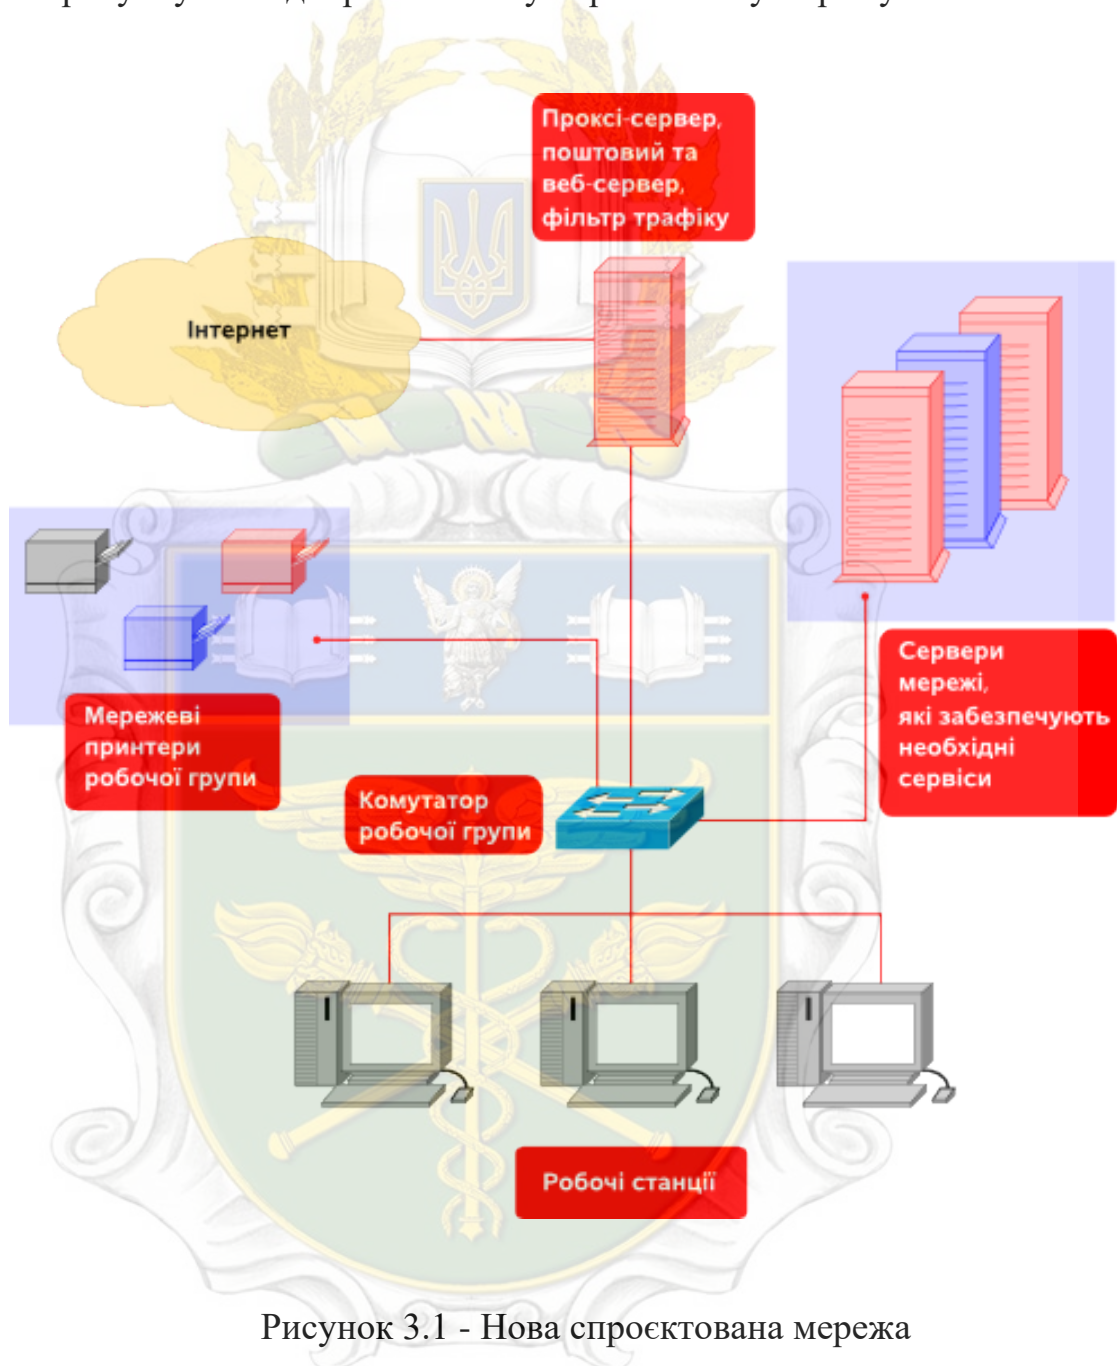 Проксі-сервер,
поштовий та
веб-сервер,
фільтр трафіку
Інтернет
Сервери
мережі,
які забезпечують
необхідні
сервіси
Мережеві
принтери
робочої групи
Комутатор
робочої групи
Робочі станції
Рисунок 3.1 - Нова спроєктована мережа